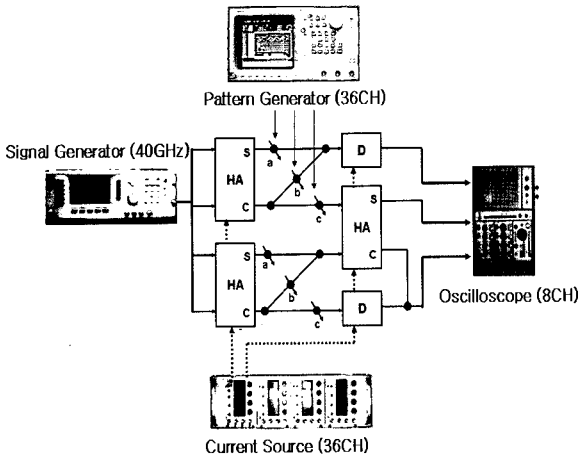 Pattern Generator (36CH)
Signal Generator (40GHz)
S
HA
C
a
b
c
D
S
HA
C
S
HA
C
a
b
c
D
Oscilloscope (8CH)
Current Source (36CH)